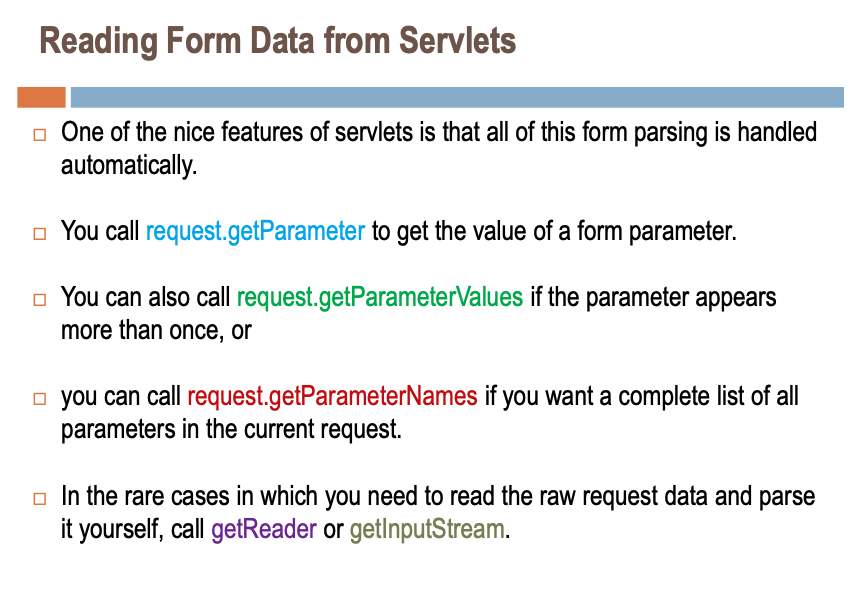 Reading Form Data from Servlets
One of the nice features of servlets is that all of this form parsing is handled
automatically.
You call request.getParameter to get the value of a form parameter.
You can also call request.getParameterValues if the parameter appears
more than once, or
you can call request.getParameterNames if you want a complete list of all
parameters in the current request.
In the rare cases in which you need to read the raw request data and parse
it yourself, call getReader or getInputStream.